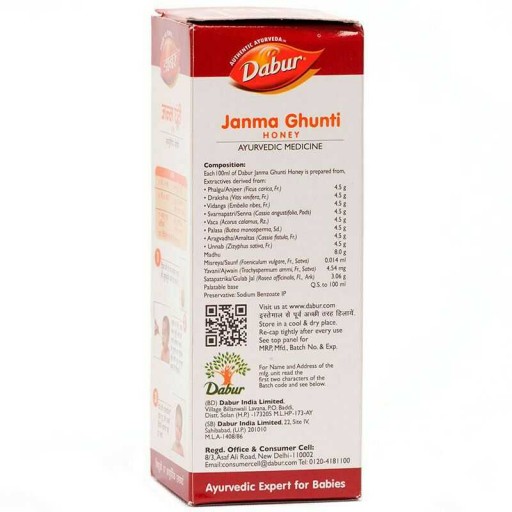 AUTHENTIC AYURVEDA
Dabur
Janma Ghunti
HONEY
AYURVEDIC MEDICINE
Composition:
Each 100ml of Dabur Janma Ghunti Honey is prepared from,
Extractives derived from:
• Phalgu/Anjeer (Ficus carica, Fr.) 4.5 g
• Draksha (Vitis vinifera, Fr.) 4.5 g
• Vidanga (Embelia ribes, Fr.) 4.5 g
• Svarnapatri/Senna (Cassia angustifolia, Pods) 4.5 g
• Vaca (Acorus calamus, Rz.) 4.5 g
• Palasa (Butea monosperma, Sd.) 4.5 g
• Aragvadha/Amaltas (Cassia fistula, Fr.) 4.5 g
• Unnab (Zizyphus sativa, Fr.) 4.5 g
Madhu 8.0 g
Misreya/Saunf (Foeniculum vulgare, Fr., Satva) 0.014 ml
Yavani/Ajwain (Trachyspermum ammi, Fr., Satva) 4.54 mg
Satapatrika/Gulab Jal (Rosea officinalis, Fl., Ark) 3.06 g
Palatable base Q.S. to 100 ml
Preservative: Sodium Benzoate IP
Visit us at www.dabur.com
इस्तेमाल से पूर्व अच्छी तरह हिलायें.
Store in a cool & dry place.
Re-cap tightly after every use
See top panel for
MRP, Mfd., Batch No. & Exp.
For Name and Address of the
mfg. unit read the
first two characters of the
Batch code and see below.
Dabur
(BD) Dabur India Limited,
Village Billanwali Lavana, P.O. Baddi,
Distt. Solan (H.P.) -173205 M.L.HP-173-AY
(SB) Dabur India Limited, 22, Site IV,
Sahibabad, (U.P.) 201010
M.L.A-1408/86
Regd. Office & Consumer Cell:
8/3, Asaf Ali Road, New Delhi-110002
Email:consumercell@dabur.com Tel: 0120-4181100
Ayurvedic Expert for Babies